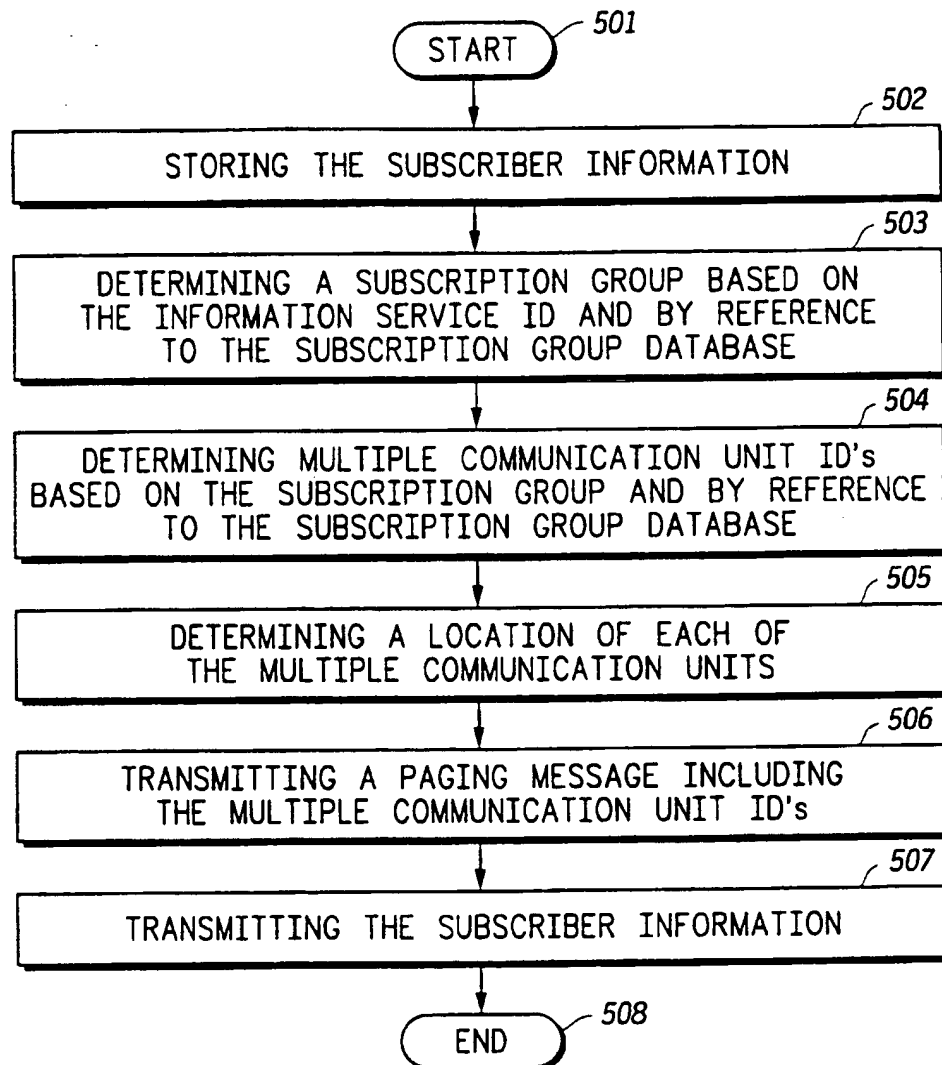 START
501
502
STORING THE SUBSCRIBER INFORMATION
503
DETERMINING A SUBSCRIPTION GROUP BASED ON
THE INFORMATION SERVICE ID AND BY REFERENCE
TO THE SUBSCRIPTION GROUP DATABASE
504
DETERMINING MULTIPLE COMMUNICATION UNIT ID's
BASED ON THE SUBSCRIPTION GROUP AND BY REFERENCE
TO THE SUBSCRIPTION GROUP DATABASE
505
DETERMINING A LOCATION OF EACH OF
THE MULTIPLE COMMUNICATION UNITS
506
TRANSMITTING A PAGING MESSAGE INCLUDING
THE MULTIPLE COMMUNICATION UNIT ID's
507
TRANSMITTING THE SUBSCRIBER INFORMATION
END
508